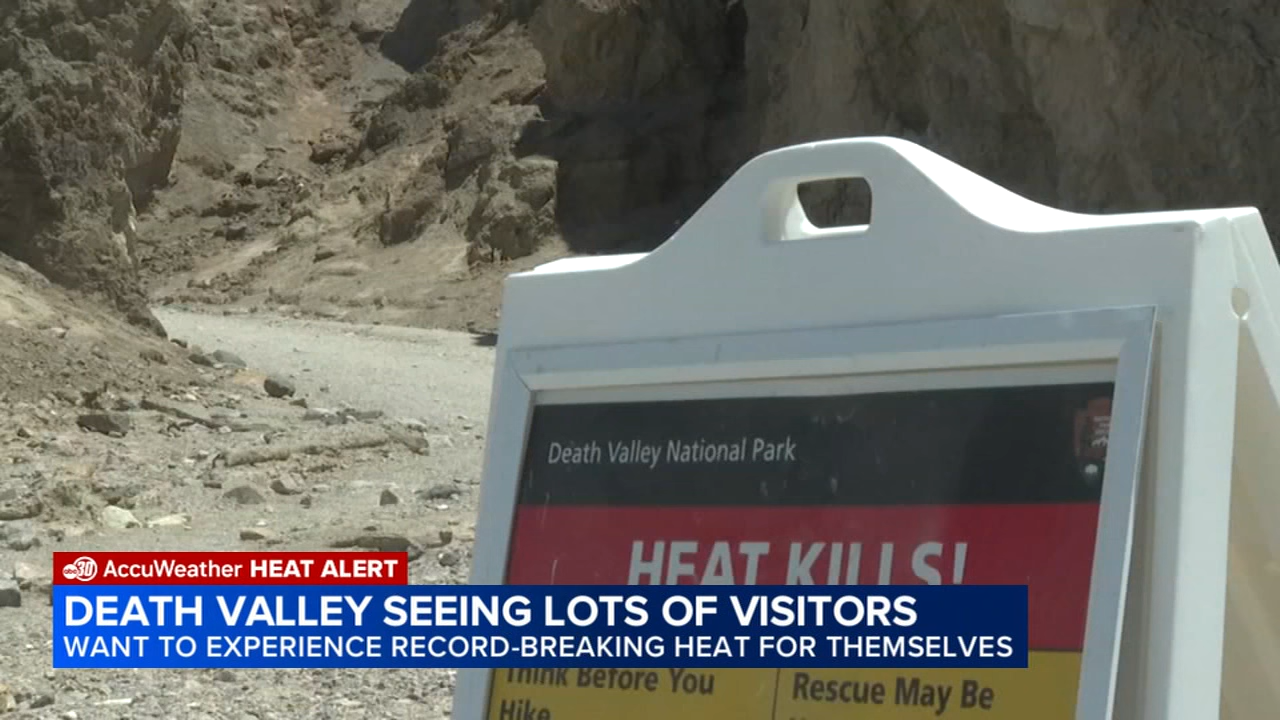 Death Valley National Park
HEAT KILLS!
abc30 AccuWeather HEAT ALERT
DEATH VALLEY SEEING LOTS OF VISITORS
WANT TO EXPERIENCE RECORD-BREAKING HEAT FOR THEMSELVES
Think Before You
Hike
Rescue May Be